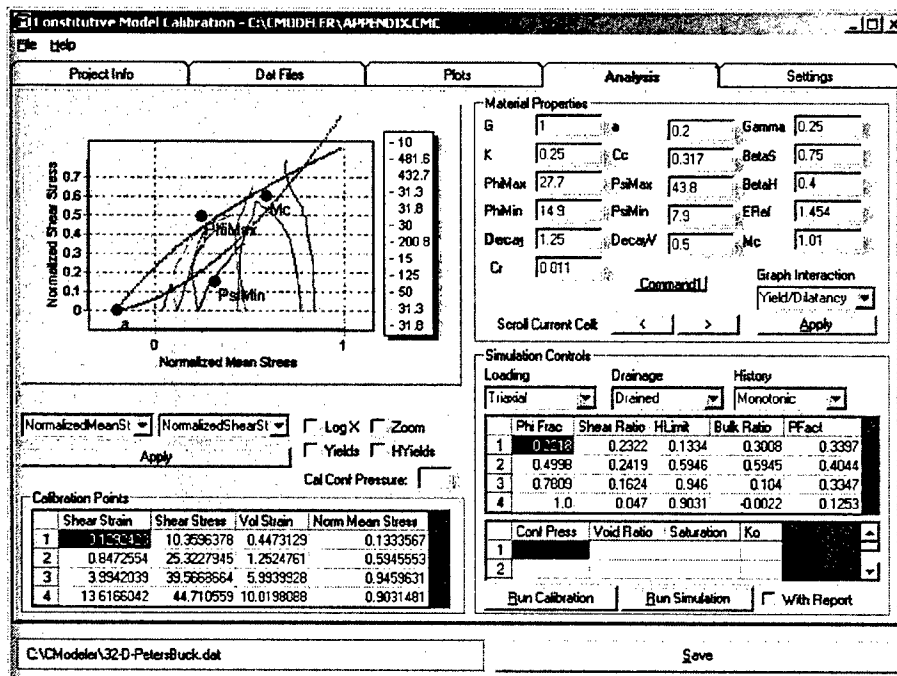 Constitutive Model Calibration - C:\CMODELER\APPENDIX.CMC
File Help
Project Info Dat Files Plots Analysis Settings
Normalized Shear Stress
0.7
0.6
0.5
0.4
0.3
0.2
0.1
0
0 1
Normalized Mean Stress
PhiMax
Mc
PsiMin
a
- 10
- 481.6
432.7
- 31.3
31.8
- 30
- 200.8
- 15
- 125
- 50
- 31.3
- 31.8
Material Properties
G 1 a 0.2 Gamma 0.25
K 0.25 Cc 0.317 BetaS 0.75
PhiMax 27.7 PsiMax 43.8 BetaH 0.4
PhiMin 14.9 PsiMin 7.9 ERef 1.454
Decay 1.25 DecayV 0.5 Mc 1.01
Cr 0.011
Command1
Graph Interaction
Yield/Dilatancy
Scroll Current Cell: < > Apply
NormalizedMeanSt NormalizedShearSt Log X Zoom
Apply Yields HYields
Cal Conf Pressure:
Calibration Points
Shear Strain Shear Stress Vol Strain Norm Mean Stress
1 10.3596378 0.4473129 0.1333567
2 0.8472554 25.3227945 1.2524761 0.5945553
3 3.9942039 39.5668664 5.9939928 0.9459631
4 13.6166042 44.710559 10.0198088 0.9031481
Simulation Controls
Loading Drainage History
Triaxial Drained Monotonic
Phi Frac Shear Ratio HLimit Bulk Ratio PFact
1 0.2218 0.2322 0.1334 0.3008 0.3397
2 0.4998 0.2419 0.5946 0.5945 0.4044
3 0.7809 0.1624 0.946 0.104 0.3347
4 1.0 0.047 0.9031 -0.0022 0.1253
Conf Press Void Ratio Saturation Ko
1
2
Run Calibration Run Simulation With Report
C:\CModeler\32-D-PetersBuck.dat Save